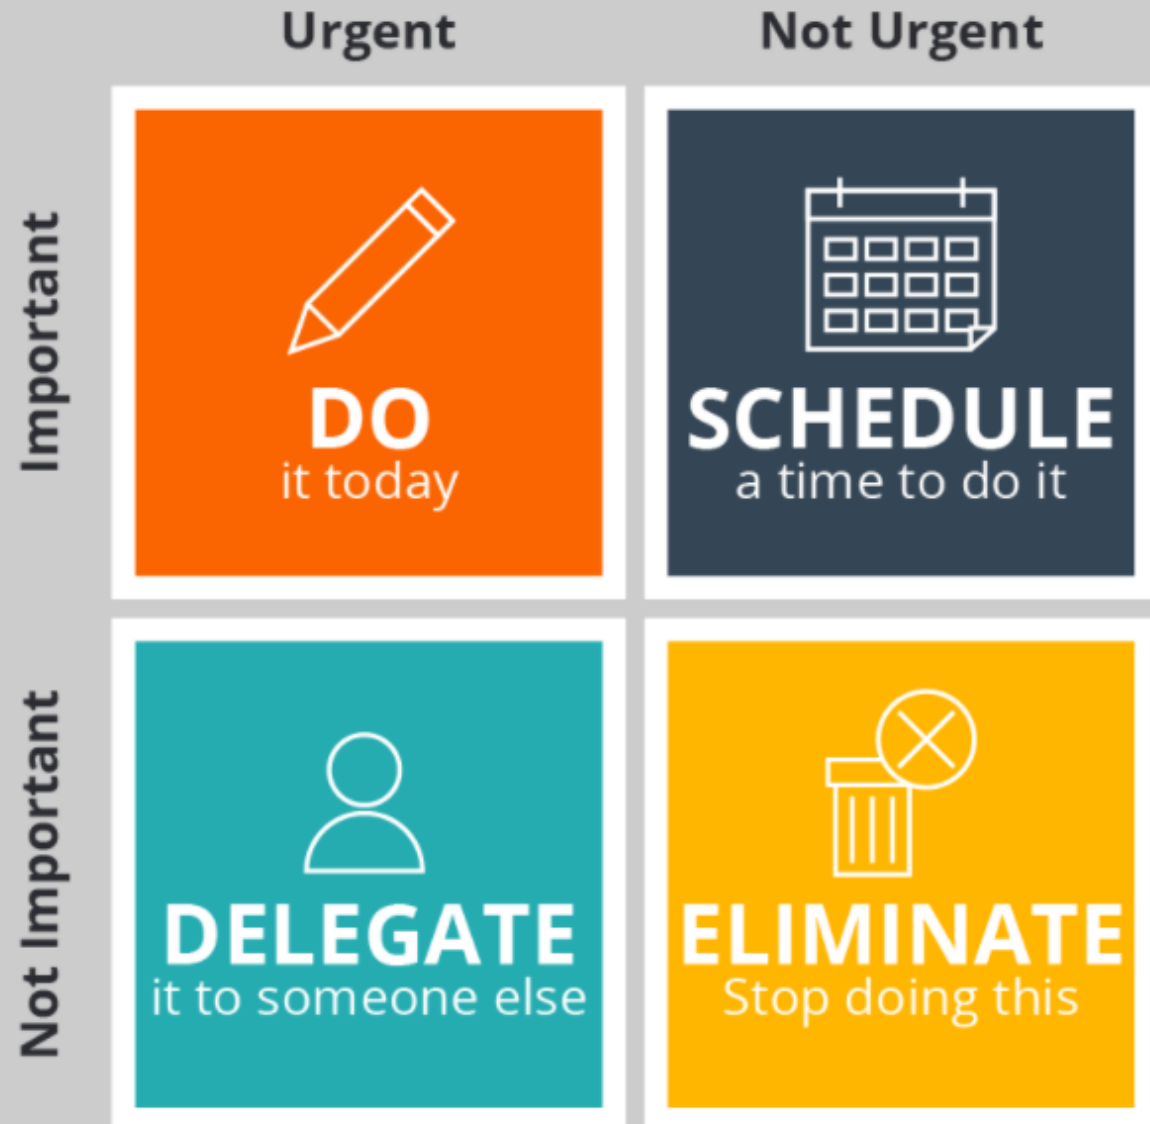 Urgent
Not Urgent
Important
DO
it today
SCHEDULE
a time to do it
Not Important
DELEGATE
it to someone else
ELIMINATE
Stop doing this